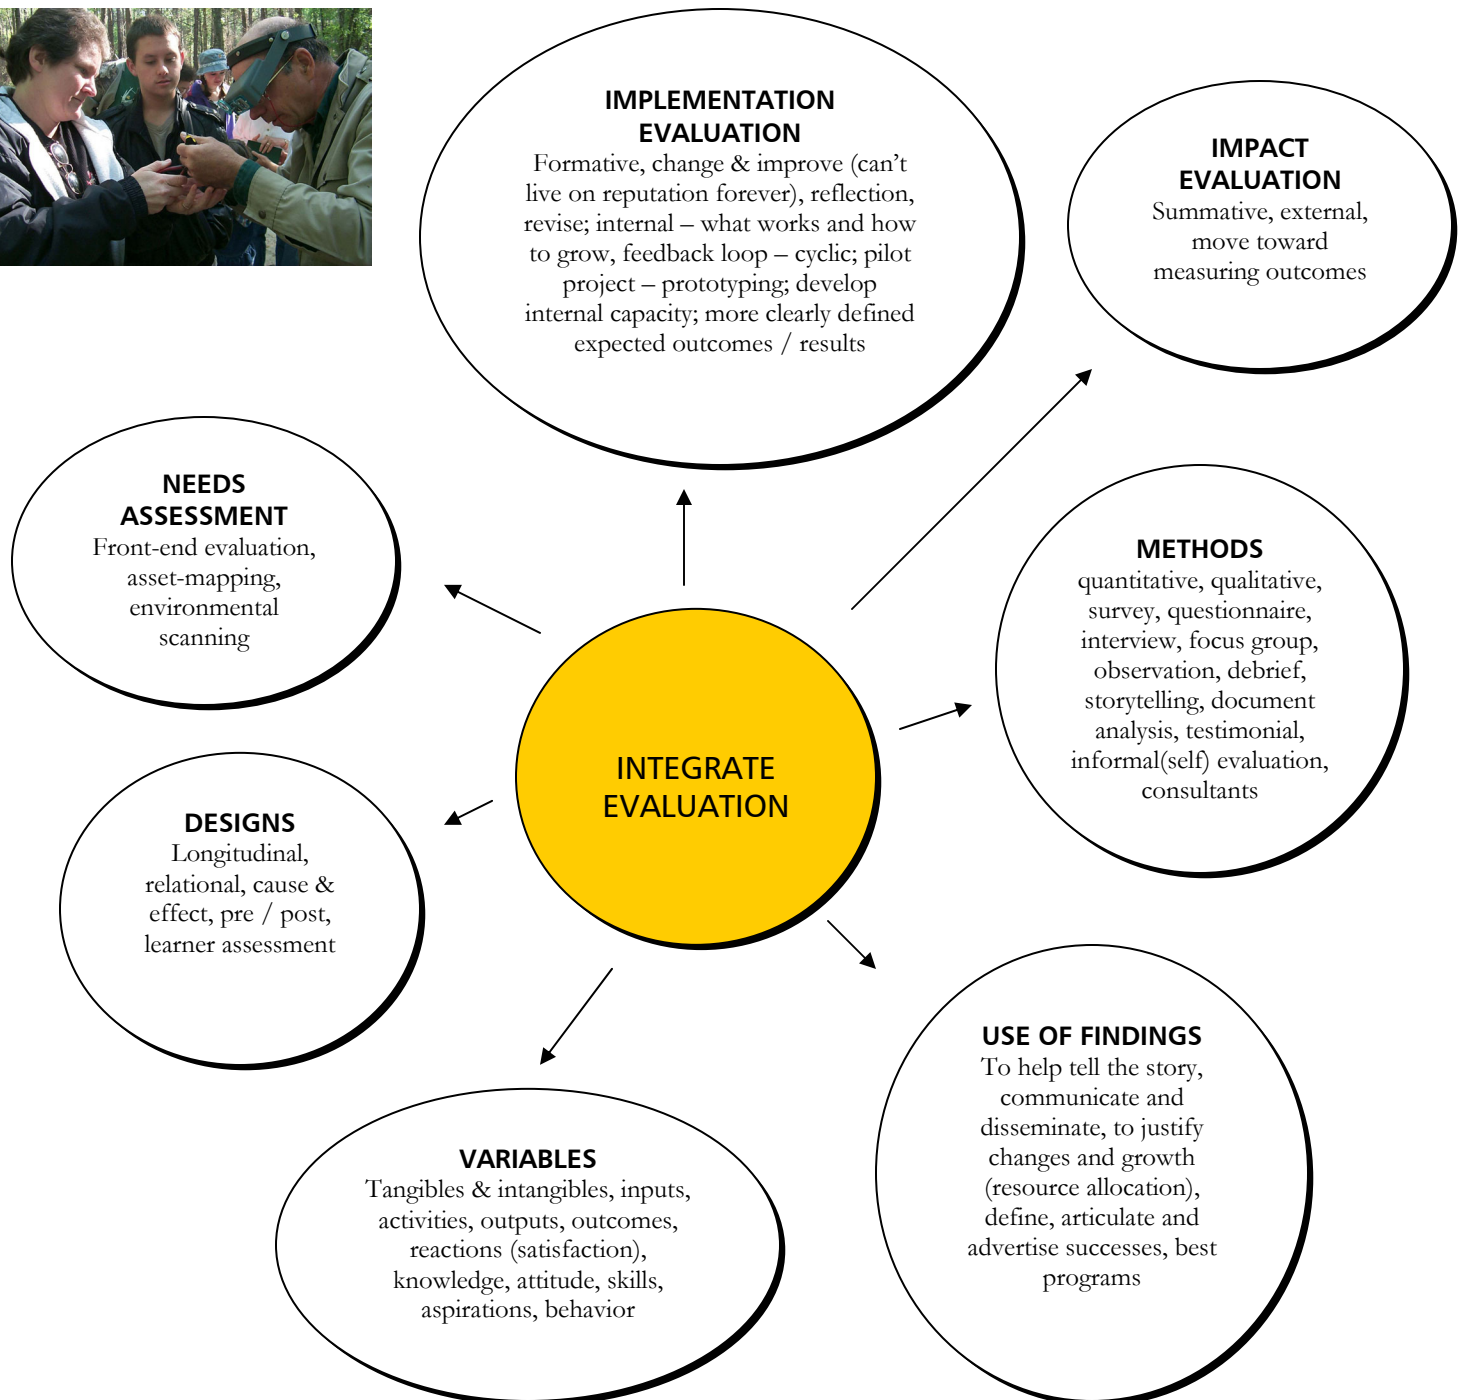 IMPLEMENTATION
EVALUATION
Formative, change & improve (can’t
live on reputation forever), reflection,
revise; internal – what works and how
to grow, feedback loop – cyclic; pilot
project – prototyping; develop
internal capacity; more clearly defined
expected outcomes / results
IMPACT
EVALUATION
Summative, external,
move toward
measuring outcomes
NEEDS
ASSESSMENT
Front-end evaluation,
asset-mapping,
environmental
scanning
METHODS
quantitative, qualitative,
survey, questionnaire,
interview, focus group,
observation, debrief,
storytelling, document
analysis, testimonial,
informal(self) evaluation,
consultants
INTEGRATE
EVALUATION
DESIGNS
Longitudinal,
relational, cause &
effect, pre / post,
learner assessment
USE OF FINDINGS
To help tell the story,
communicate and
disseminate, to justify
changes and growth
(resource allocation),
define, articulate and
advertise successes, best
programs
VARIABLES
Tangibles & intangibles, inputs,
activities, outputs, outcomes,
reactions (satisfaction),
knowledge, attitude, skills,
aspirations, behavior